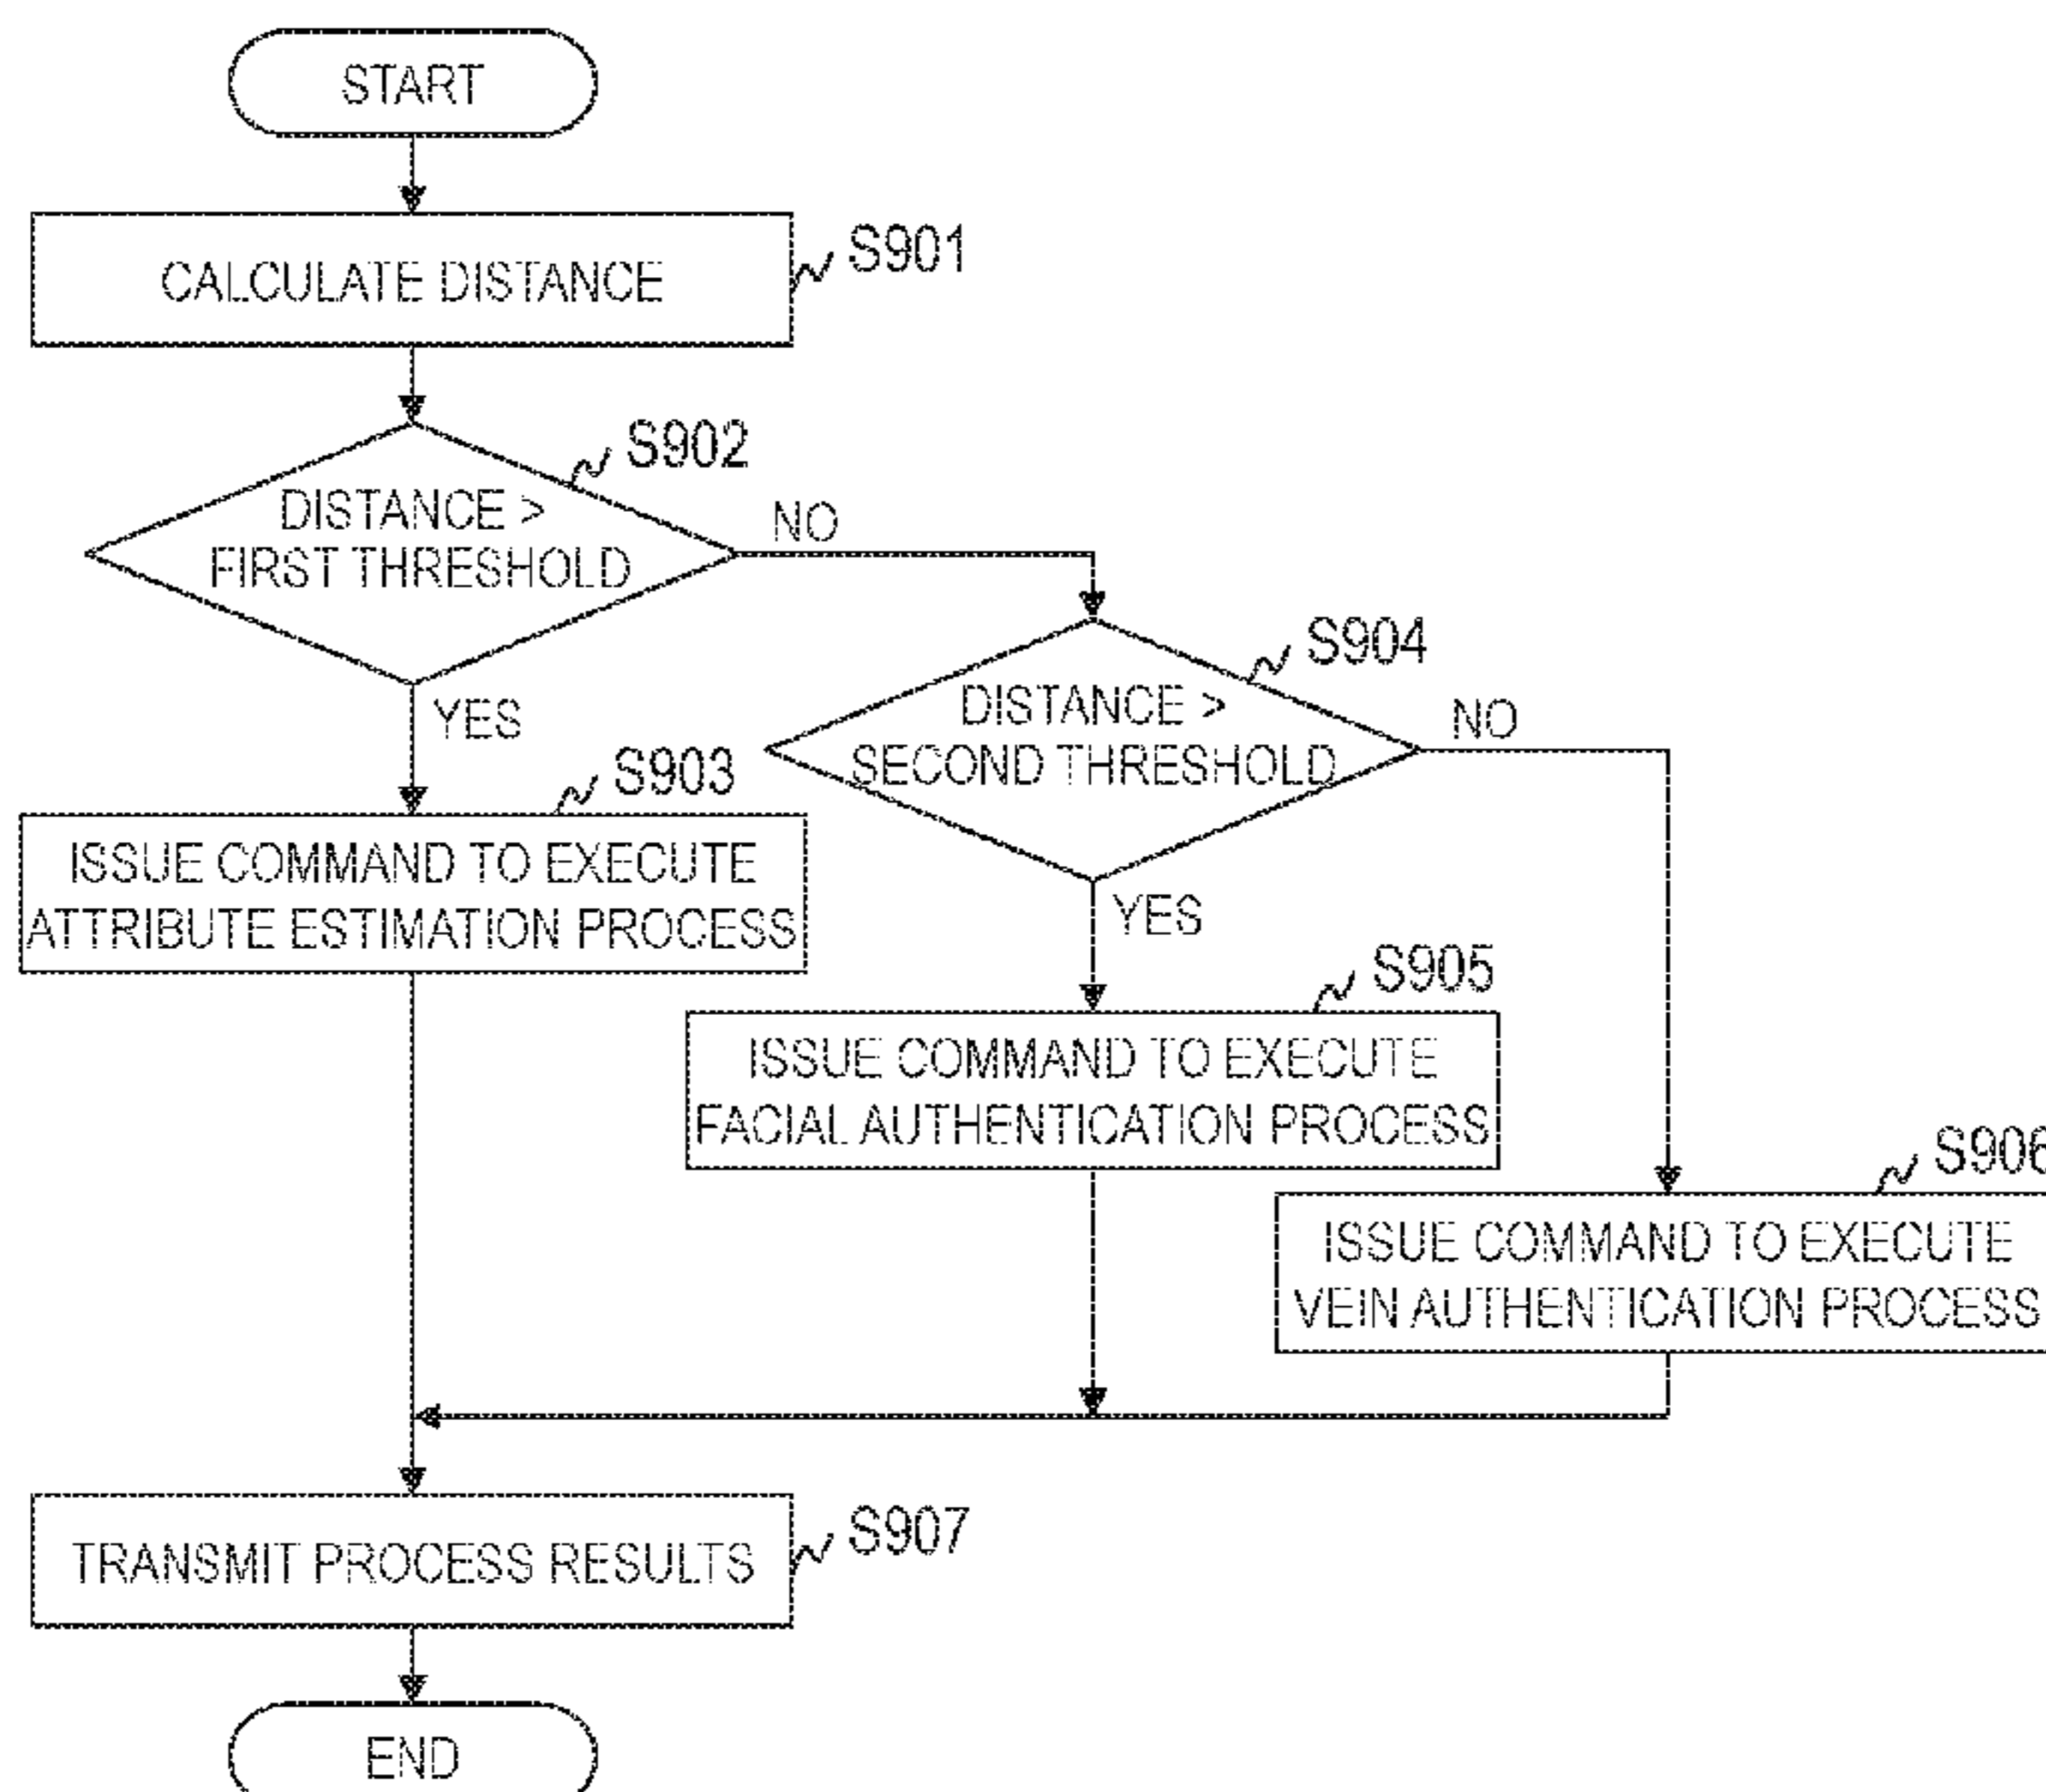 START
CALCULATE DISTANCE
S901
S902
DISTANCE >
FIRST THRESHOLD
NO
YES
S904
DISTANCE >
SECOND THRESHOLD
NO
YES
S903
ISSUE COMMAND TO EXECUTE
ATTRIBUTE ESTIMATION PROCESS
S905
ISSUE COMMAND TO EXECUTE
FACIAL AUTHENTICATION PROCESS
S906
ISSUE COMMAND TO EXECUTE
VEIN AUTHENTICATION PROCESS
TRANSMIT PROCESS RESULTS
S907
END